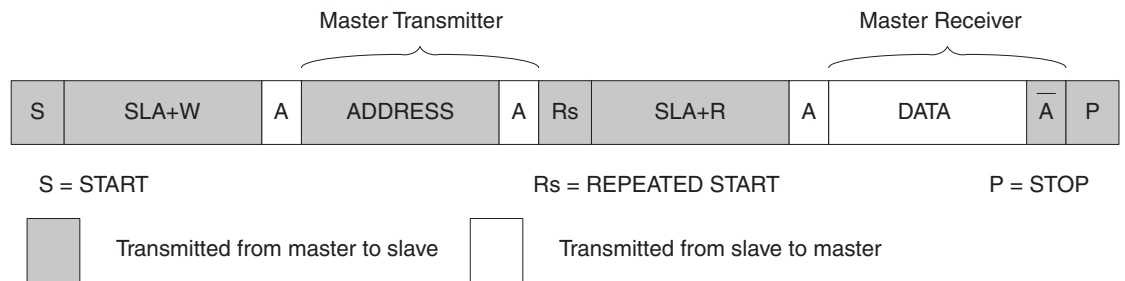 Master Transmitter Master Receiver
S SLA+W A ADDRESS A Rs SLA+R A DATA A̅ P
S = START Rs = REPEATED START P = STOP
Transmitted from master to slave Transmitted from slave to master